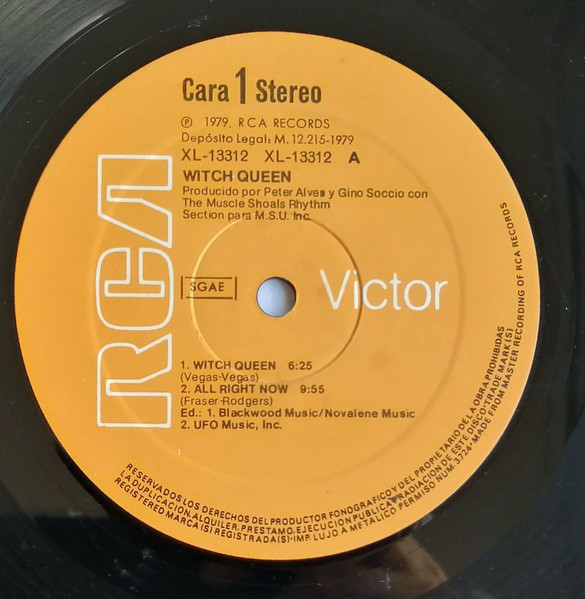 Cara 1 Stereo
℗ 1979, RCA RECORDS
Depósito Legal: M. 12.215-1979
XL-13312 XL-13312 A
WITCH QUEEN
Producido por Peter Alves y Gino Soccio con
The Muscle Shoals Rhythm
Section para M.S.U. Inc.
RCA
SGAE
Victor
1. WITCH QUEEN 6:25
(Vegas-Vegas)
2. ALL RIGHT NOW 9:55
(Fraser-Rodgers)
Ed.: 1. Blackwood Music/Novalene Music
2. UFO Music, Inc.
RESERVADOS LOS DERECHOS DEL PRODUCTOR FONOGRAFICO Y DEL PROPIETARIO DE LA OBRA. PROHIBIDAS
LA DUPLICACION, ALQUILER, PRESTAMO, EJECUCION PUBLICA Y RADIACION DE ESTE DISCO-TRADE MARK(S)
REGISTERED MARCA(S) REGISTRADA(S)·IMP. LUJO A METALICO PERMISO NUM-3724-MADE FROM MASTER RECORDING OF RCA RECORDS